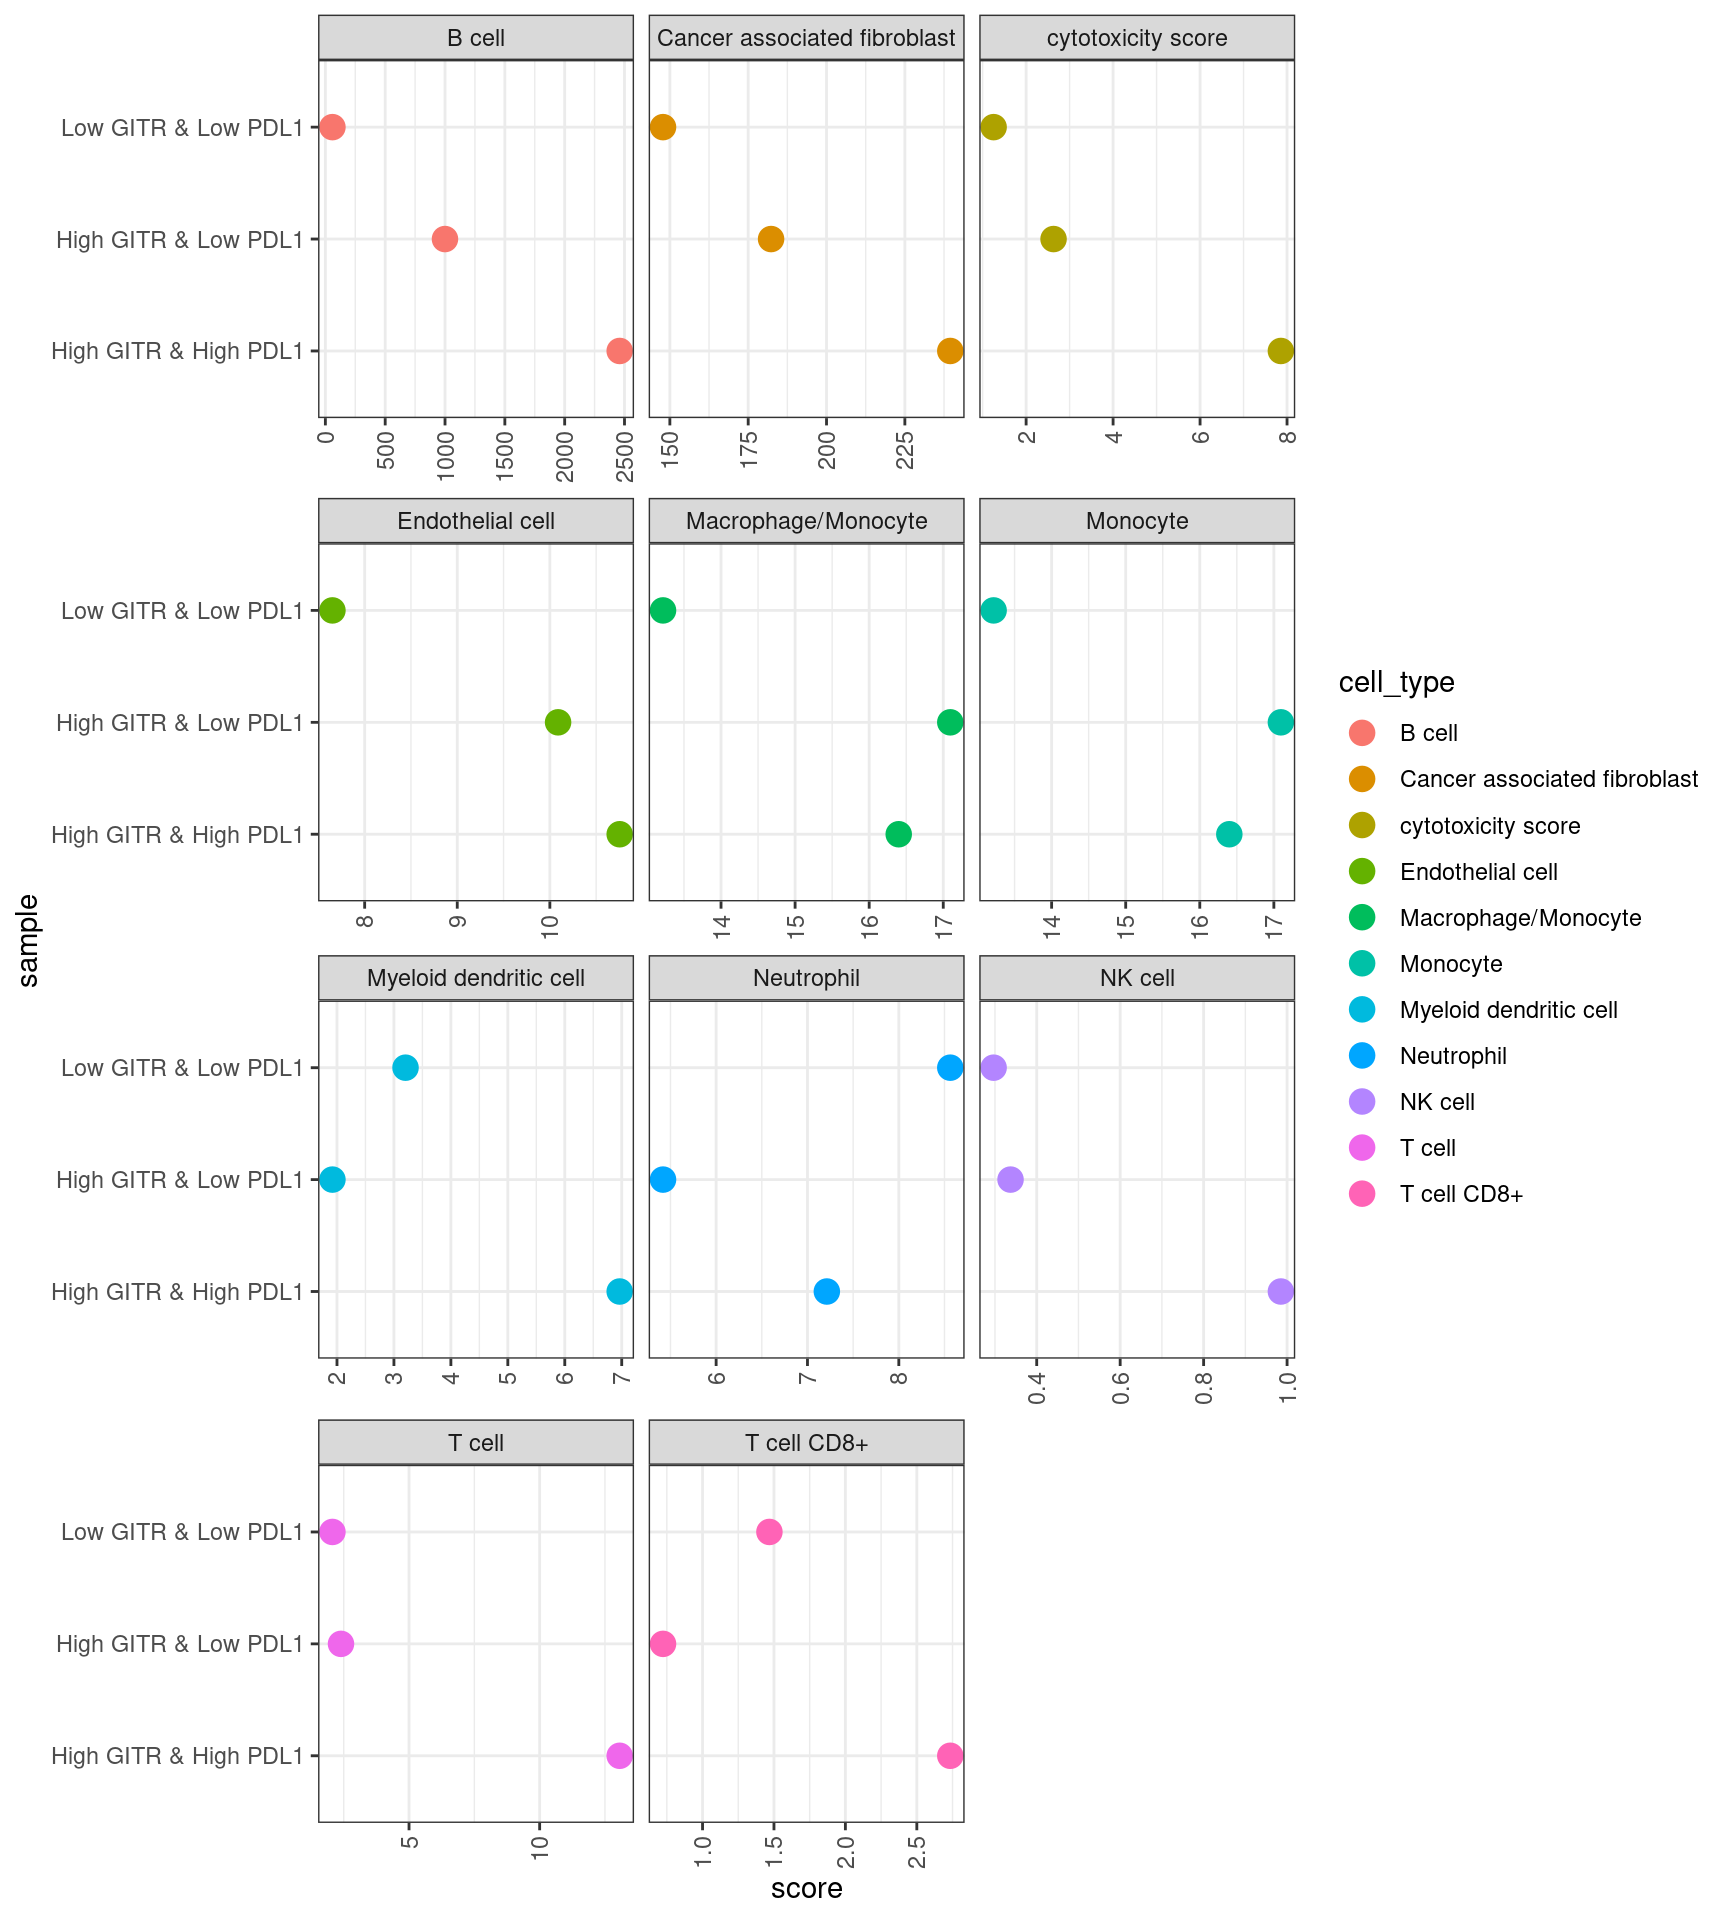 B cell
Cancer associated fibroblast
cytotoxicity score
Low GITR & Low PDL1
High GITR & Low PDL1
High GITR & High PDL1
0 500 1000 1500 2000 2500
150 175 200 225
2 4 6 8
Endothelial cell
Macrophage/Monocyte
Monocyte
Low GITR & Low PDL1
High GITR & Low PDL1
High GITR & High PDL1
8 9 10
14 15 16 17
14 15 16 17
Myeloid dendritic cell
Neutrophil
NK cell
Low GITR & Low PDL1
High GITR & Low PDL1
High GITR & High PDL1
2 3 4 5 6 7
6 7 8
0.4 0.6 0.8 1.0
T cell
T cell CD8+
Low GITR & Low PDL1
High GITR & Low PDL1
High GITR & High PDL1
5 10
1.0 1.5 2.0 2.5
score
sample
cell_type
B cell
Cancer associated fibroblast
cytotoxicity score
Endothelial cell
Macrophage/Monocyte
Monocyte
Myeloid dendritic cell
Neutrophil
NK cell
T cell
T cell CD8+